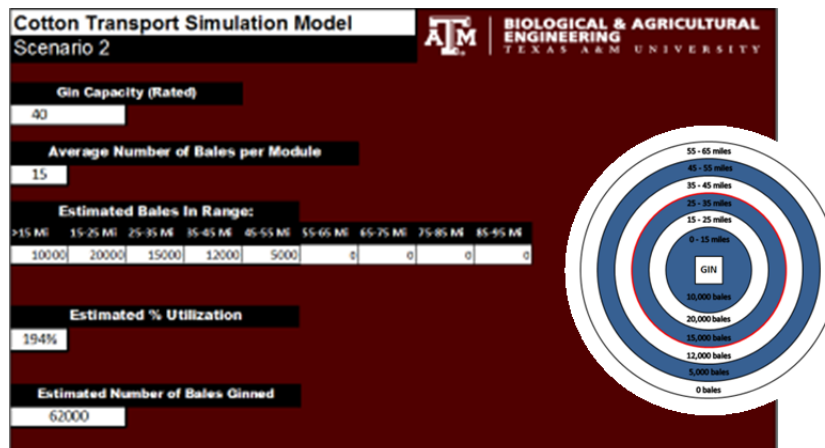 Cotton Transport Simulation Model
Scenario 2
ATM
BIOLOGICAL & AGRICULTURAL
ENGINEERING
TEXAS A&M UNIVERSITY
Gin Capacity (Rated)
40
Average Number of Bales per Module
15
Estimated Bales In Range:
>15 Mi 15-25 Mi 25-35 Mi 35-45 Mi 45-55 Mi 55-65 Mi 65-75 Mi 75-85 Mi 85-95 Mi
10000 20000 15000 12000 5000 0 0 0 0
Estimated % Utilization
194%
Estimated Number of Bales Ginned
62000
55 - 65 miles
45 - 55 miles
35 - 45 miles
25 - 35 miles
15 - 25 miles
0 - 15 miles
GIN
10,000 bales
20,000 bales
15,000 bales
12,000 bales
5,000 bales
0 bales